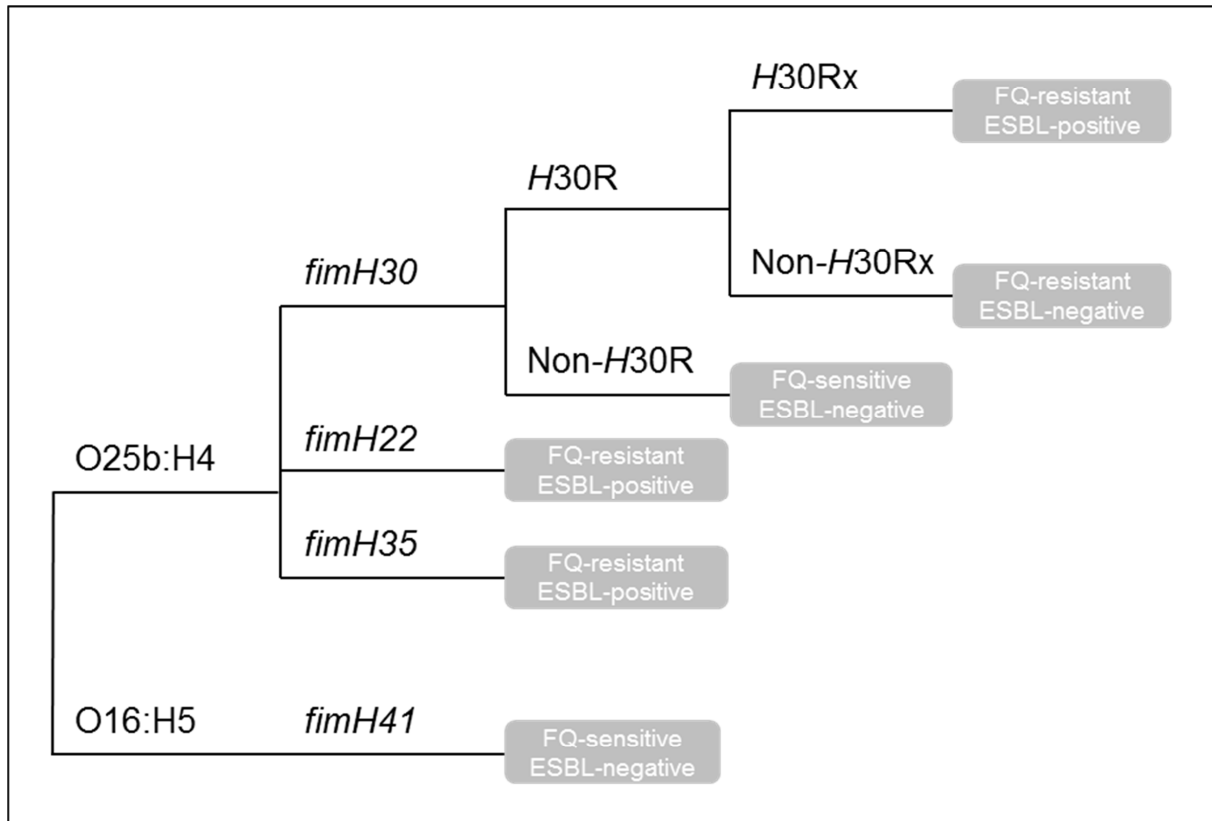 H30Rx
FQ-resistant
ESBL-positive
H30R
Non-H30Rx
FQ-resistant
ESBL-negative
fimH30
Non-H30R
FQ-sensitive
ESBL-negative
O25b:H4
fimH22
FQ-resistant
ESBL-positive
fimH35
FQ-resistant
ESBL-positive
O16:H5
fimH41
FQ-sensitive
ESBL-negative